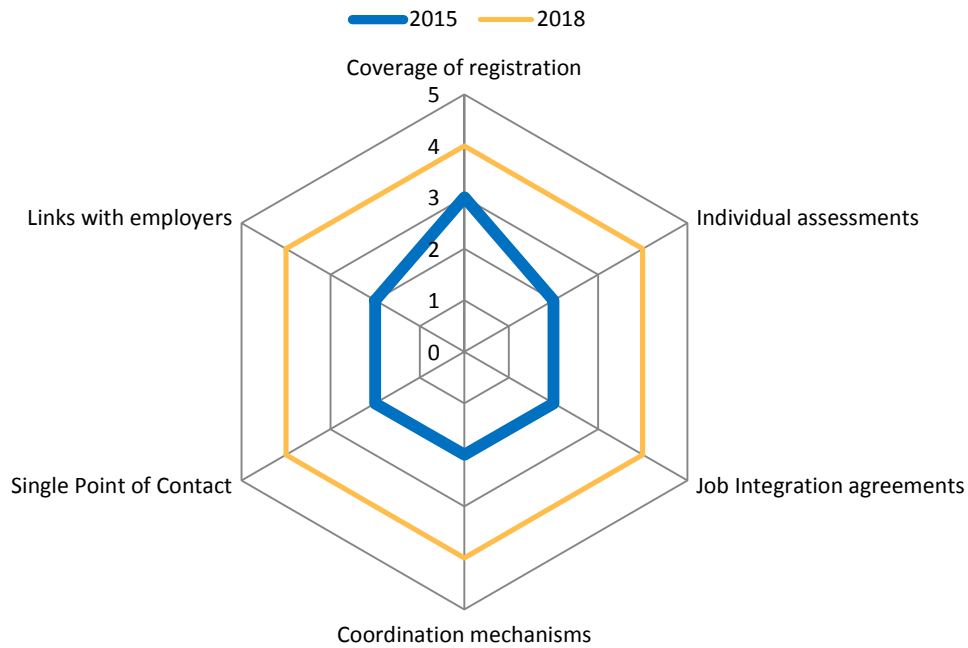 2015 2018
Coverage of registration
5
4
3
2
1
0
Links with employers
Individual assessments
Single Point of Contact
Job Integration agreements
Coordination mechanisms